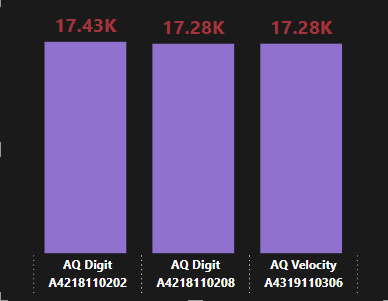 17.43K
17.28K
17.28K
AQ Digit
A4218110202
AQ Digit
A4218110208
AQ Velocity
A4319110306